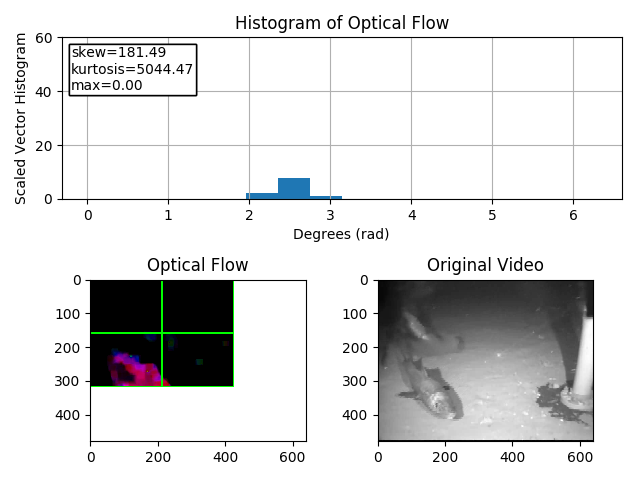 Histogram of Optical Flow
60
skew=181.49
kurtosis=5044.47
max=0.00
40
20
0
Scaled Vector Histogram
0 1 2 3 4 5 6
Degrees (rad)
Optical Flow
0
100
200
300
400
0 200 400 600
Original Video
0
100
200
300
400
0 200 400 600